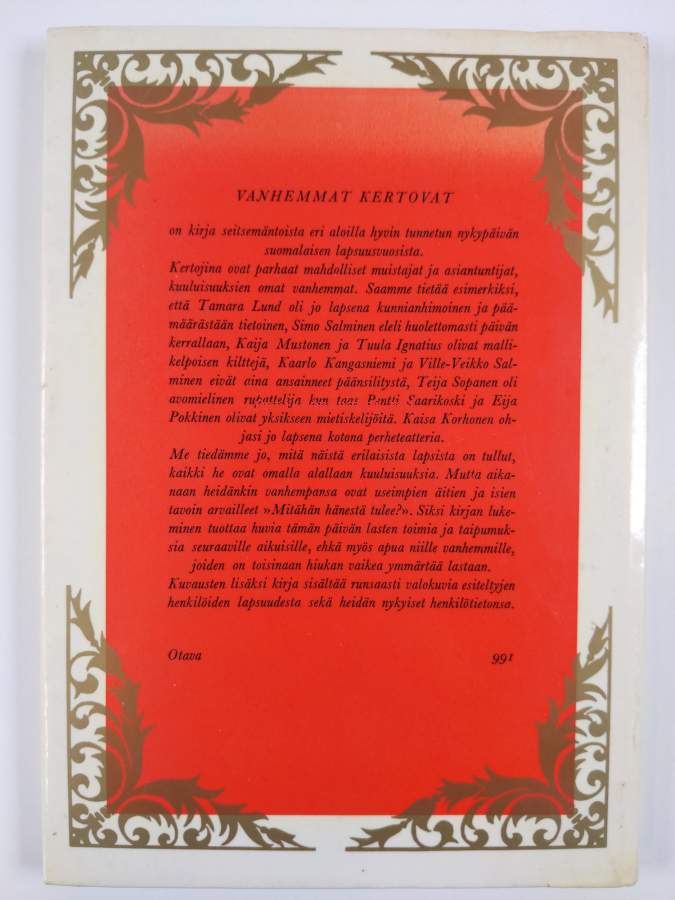 VANHEMMAT KERTOVAT
on kirja seitsemäntoista eri aloilla hyvin tunnetun nykypäivän
suomalaisen lapsuusvuosista.
Kertojina ovat parhaat mahdolliset muistajat ja asiantuntijat,
kuuluisuuksien omat vanhemmat. Saamme tietää esimerkiksi,
että Tamara Lund oli jo lapsena kunnianhimoinen ja pää-
määrästään tietoinen, Simo Salminen eleli huolettomasti päivän
kerrallaan, Kaija Mustonen ja Tuula Ignatius olivat malli-
kelpoisen kilttejä, Kaarlo Kangasniemi ja Ville-Veikko Sal-
minen eivät aina ansainneet päänsilitystä, Teija Sopanen oli
avomielinen rupattelija kun taas Pentti Saarikoski ja Eija
Pokkinen olivat yksikseen mietiskelijöitä. Kaisa Korhonen oh-
jasi jo lapsena kotona perheteatteria.
Me tiedämme jo, mitä näistä erilaisista lapsista on tullut,
kaikki he ovat omalla alallaan kuuluisuuksia. Mutta aika-
naan heidänkin vanhempansa ovat useimpien äitien ja isien
tavoin arvailleet »Mitähän hänestä tulee?». Siksi kirjan luke-
minen tuottaa huvia tämän päivän lasten toimia ja taipumuk-
sia seuraaville aikuisille, ehkä myös apua niille vanhemmille,
joiden on toisinaan hiukan vaikea ymmärtää lastaan.
Kuvausten lisäksi kirja sisältää runsaasti valokuvia esiteltyjen
henkilöiden lapsuudesta sekä heidän nykyiset henkilötietonsa.
Otava 991